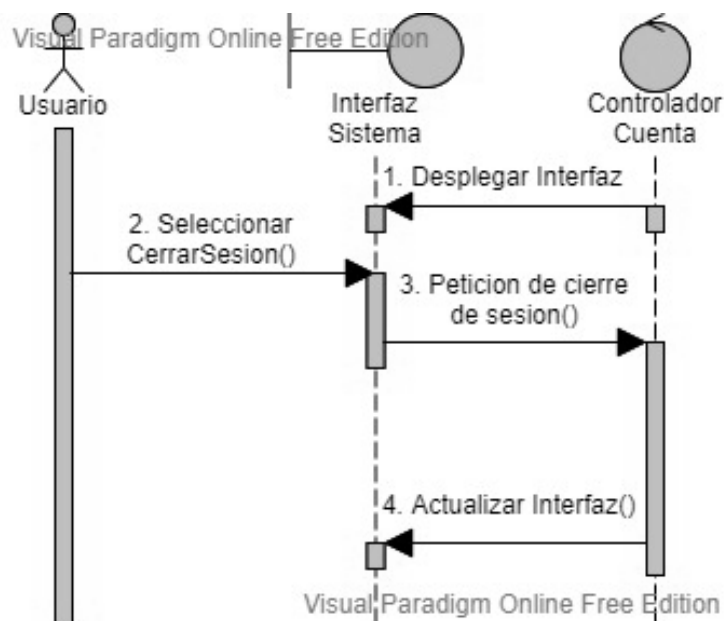 Visual Paradigm Online Free Edition
Usuario
Interfaz
Sistema
Controlador
Cuenta
1. Desplegar Interfaz
2. Seleccionar
CerrarSesion()
3. Peticion de cierre
de sesion()
4. Actualizar Interfaz()
Visual Paradigm Online Free Edition